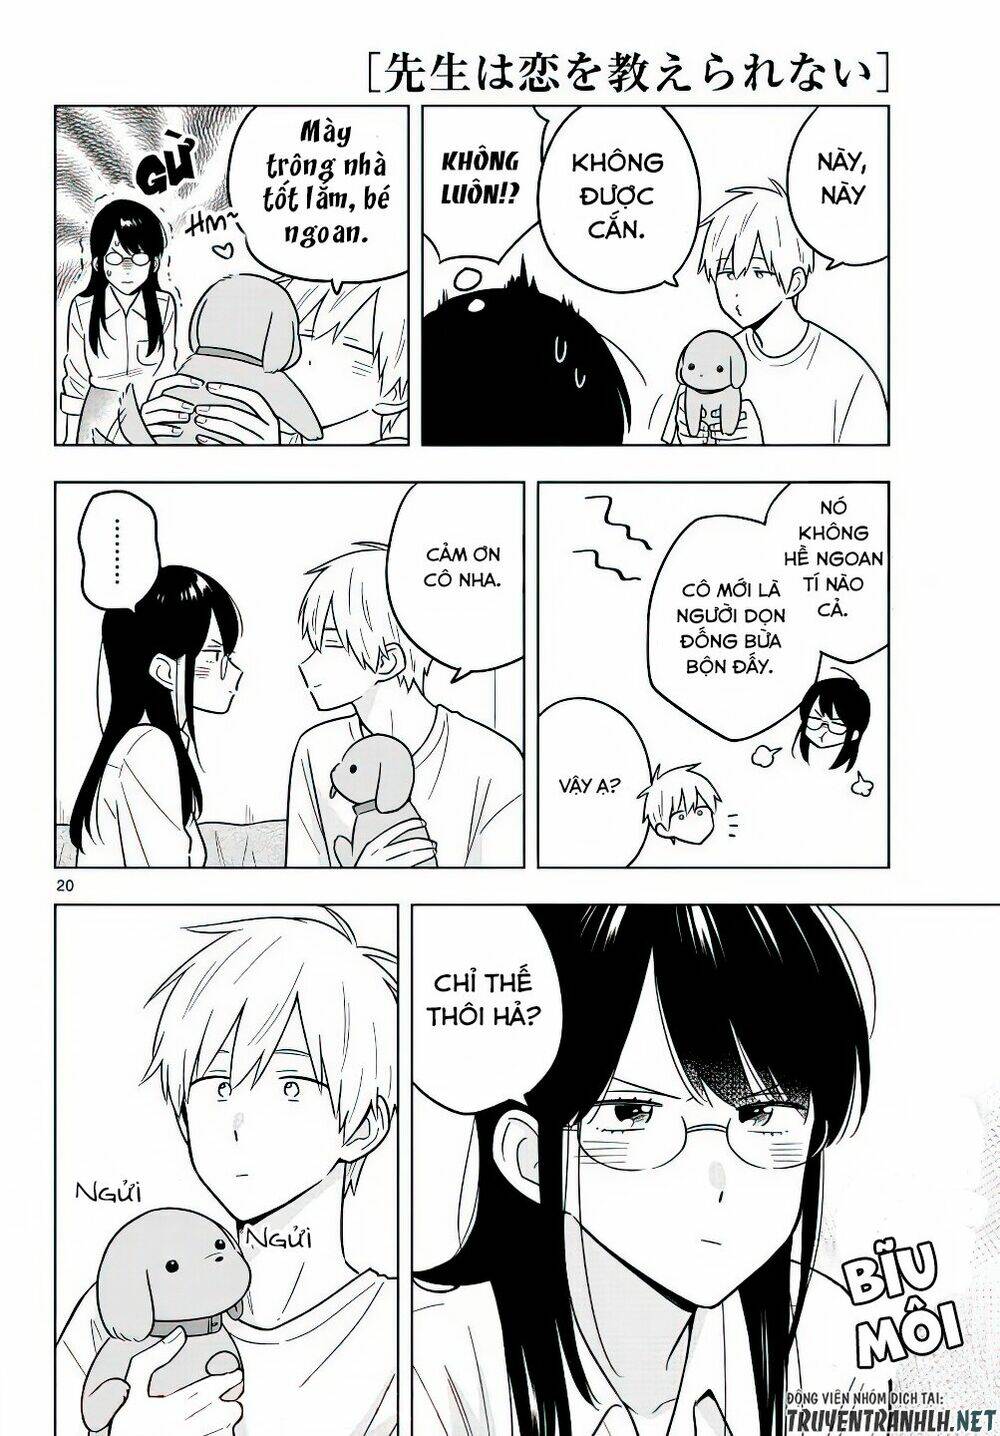 [先生は恋を教えられない]
NÀY,
NÀY
KHÔNG
ĐƯỢC
CẮN.
KHÔNG
LUÔN!?
Mày
trông nhà
tốt lắm, bé
ngoan.
GỪ
HM~
NÓ
KHÔNG
HỀ NGOAN
TÍ NÀO
CẢ.
CÔ MỚI LÀ
NGƯỜI DỌN
ĐỐNG BỪA
BỘN ĐẤY.
VẬY Ạ?
CẢM ƠN
CÔ NHA.
........
20
CHỈ THẾ
THÔI HẢ?
BĨU
MÔI
NGỬI
NGỬI
ĐỘNG VIÊN NHÓM DỊCH TẠI:
TRUYENTRANHLH.NET